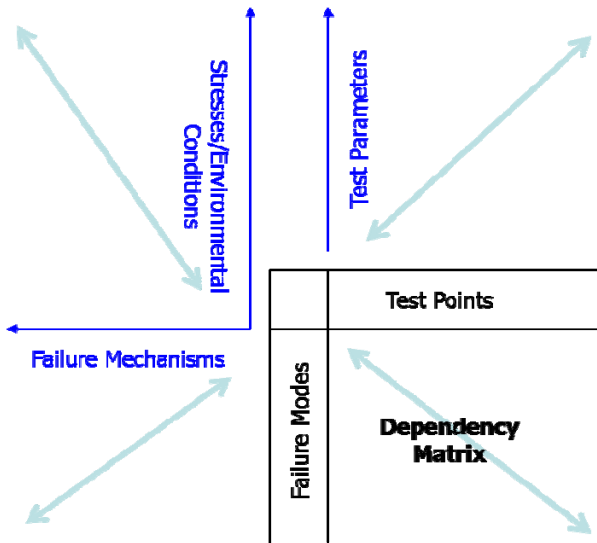 Stresses/Environmental
Conditions
Test Parameters
Test Points
Failure Mechanisms
Failure Modes
Dependency
Matrix